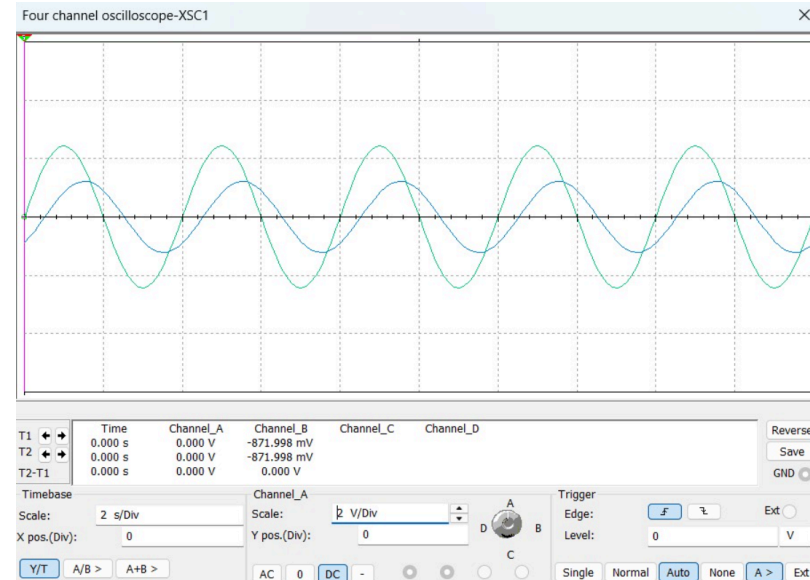 Four channel oscilloscope-XSC1
Time Channel_A Channel_B Channel_C Channel_D
T1 0.000 s 0.000 V -871.998 mV
T2 0.000 s 0.000 V -871.998 mV
T2-T1 0.000 s 0.000 V 0.000 V
Reverse
Save
GND
Timebase
Scale: 2 s/Div
X pos.(Div): 0
Y/T A/B > A+B >
Channel_A
Scale: 2 V/Div
Y pos.(Div): 0
AC 0 DC -
A
D B
C
Trigger
Edge: Ext
Level: 0 V
Single Normal Auto None A > Ext